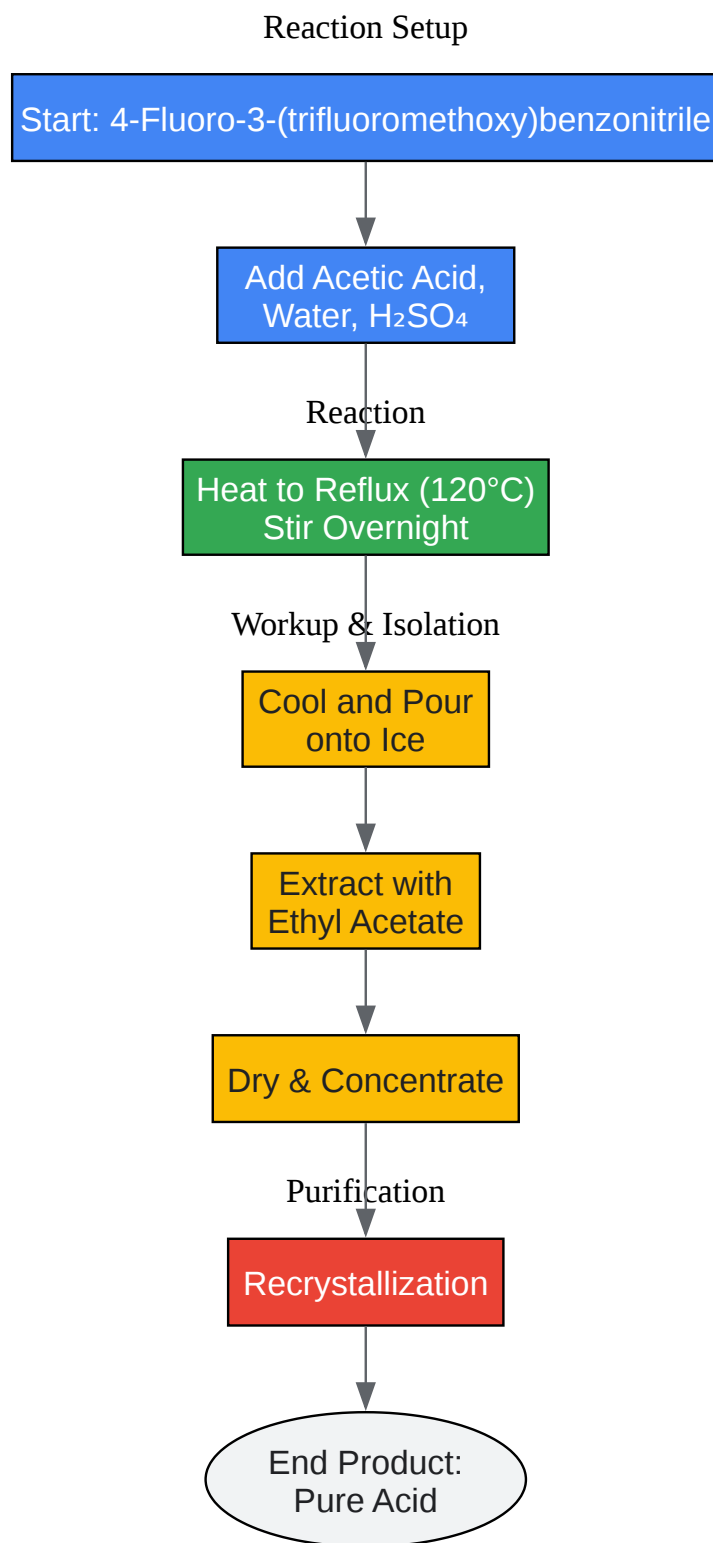 Reaction Setup
Start: 4-Fluoro-3-(trifluoromethoxy)benzonitrile
Add Acetic Acid,
Water, H₂SO₄
Reaction
Heat to Reflux (120°C)
Stir Overnight
Workup & Isolation
Cool and Pour
onto Ice
Extract with
Ethyl Acetate
Dry & Concentrate
Purification
Recrystallization
End Product:
Pure Acid